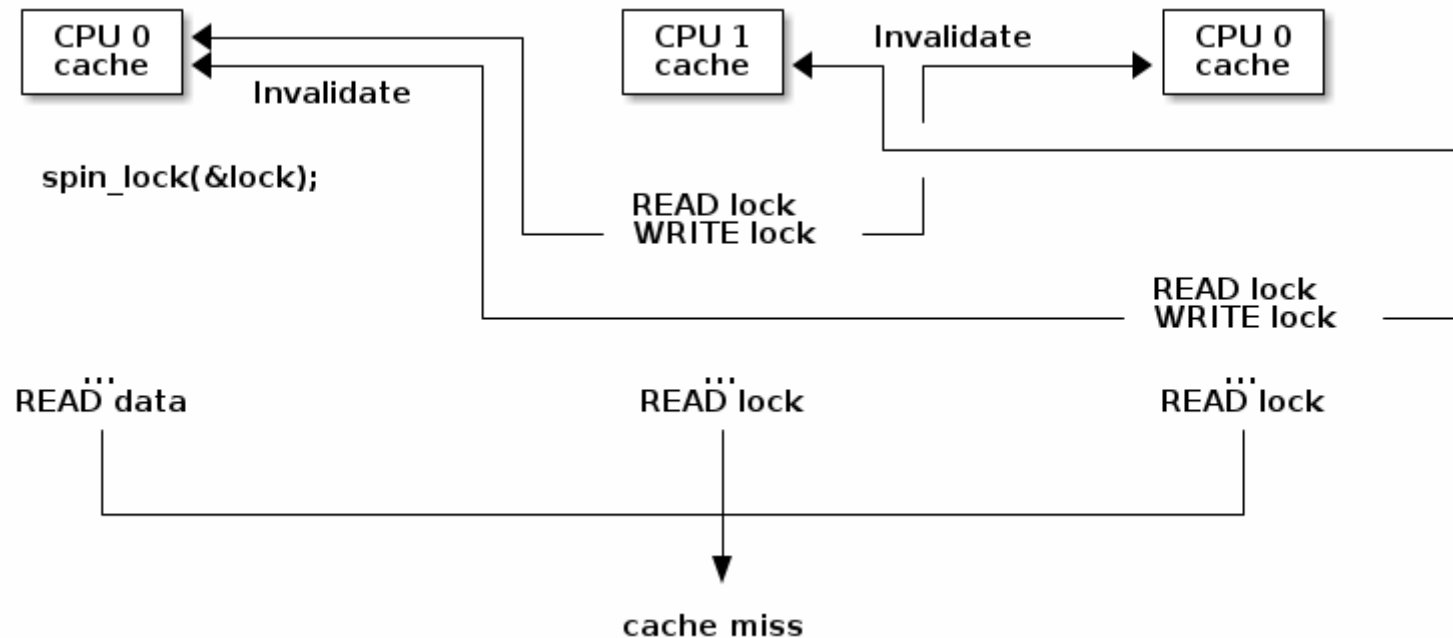 CPU 0
cache
CPU 1
cache
Invalidate
CPU 0
cache
Invalidate
spin_lock(&lock);
READ lock
WRITE lock
READ lock
WRITE lock
...
READ data
...
READ lock
...
READ lock
cache miss